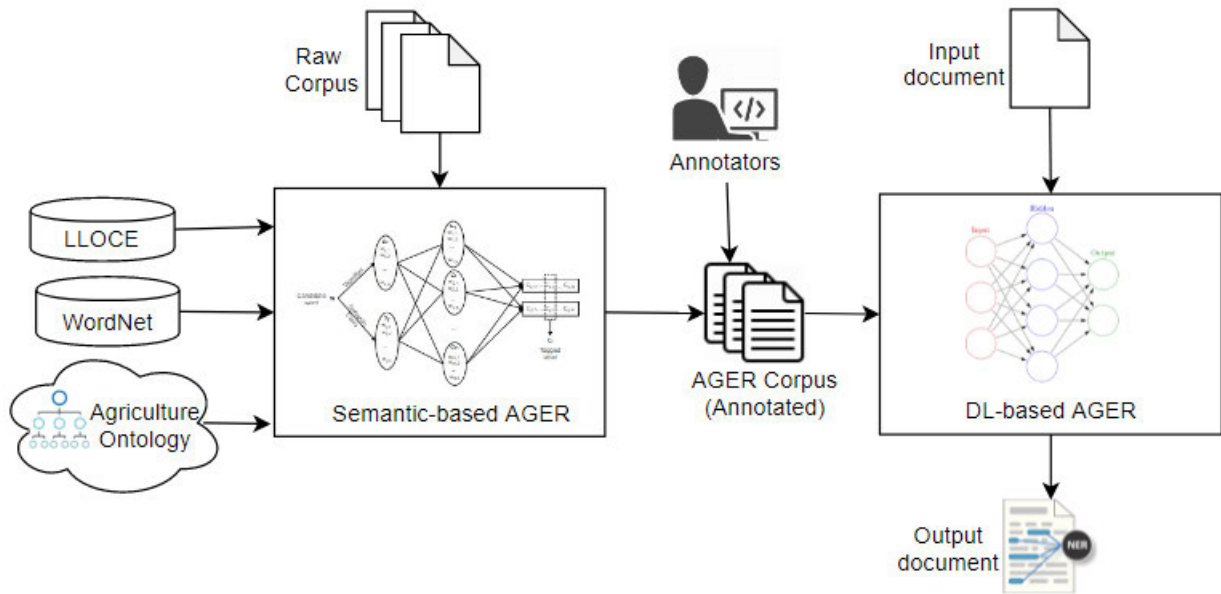 Raw
Corpus
Input
document
Annotators
LLOCE
WordNet
Agriculture
Ontology
Semantic-based AGER
AGER Corpus
(Annotated)
Input
Hidden
Output
DL-based AGER
Output
document
NER